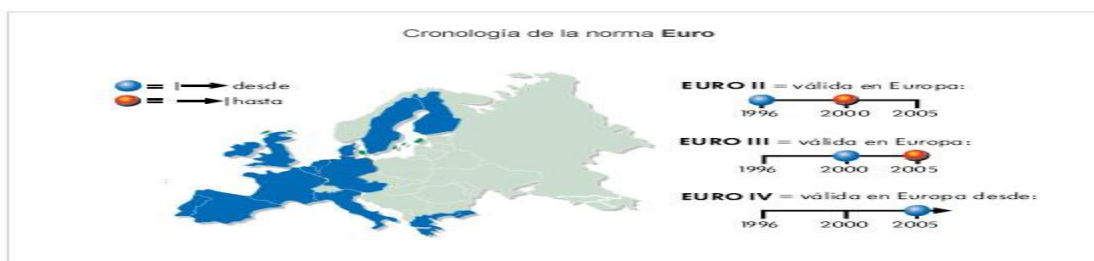 Cronología de la norma Euro
= desde
= hasta
EURO II = válida en Europa:
1996 2000 2005
EURO III = válida en Europa:
1996 2000 2005
EURO IV = válida en Europa desde:
1996 2000 2005